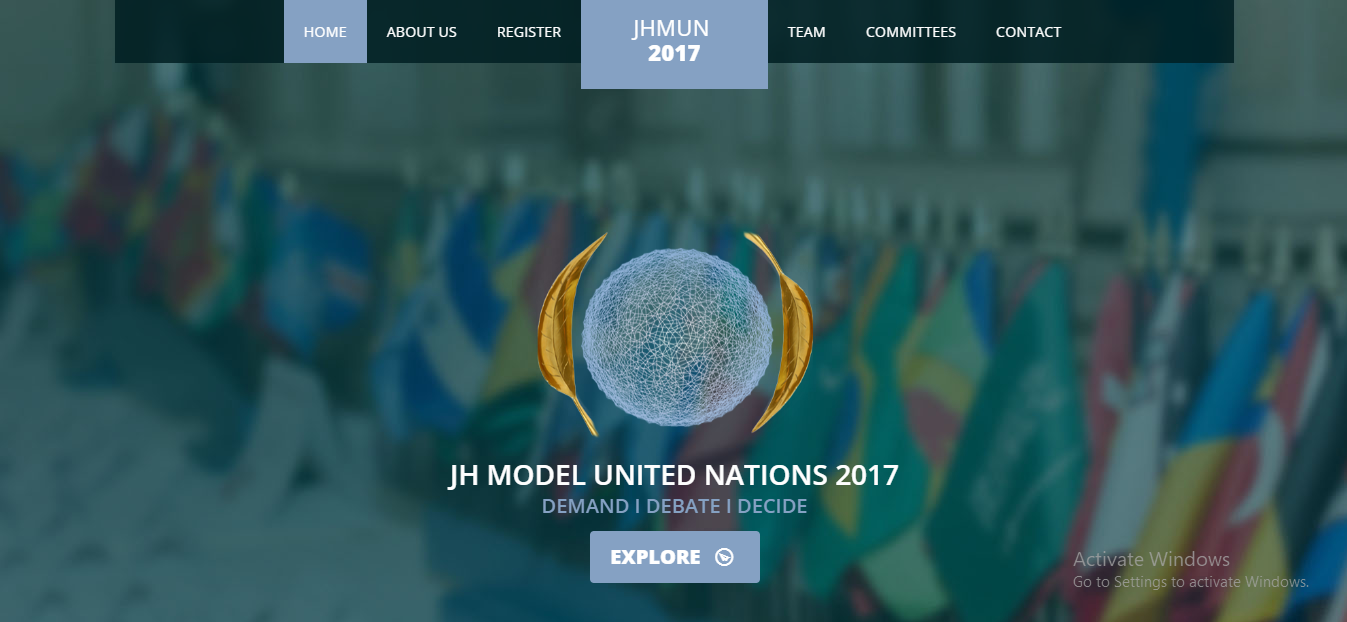 HOME
ABOUT US
REGISTER
JHMUN
2017
TEAM
COMMITTEES
CONTACT
JH MODEL UNITED NATIONS 2017
DEMAND I DEBATE I DECIDE
EXPLORE
Activate Windows
Go to Settings to activate Windows.